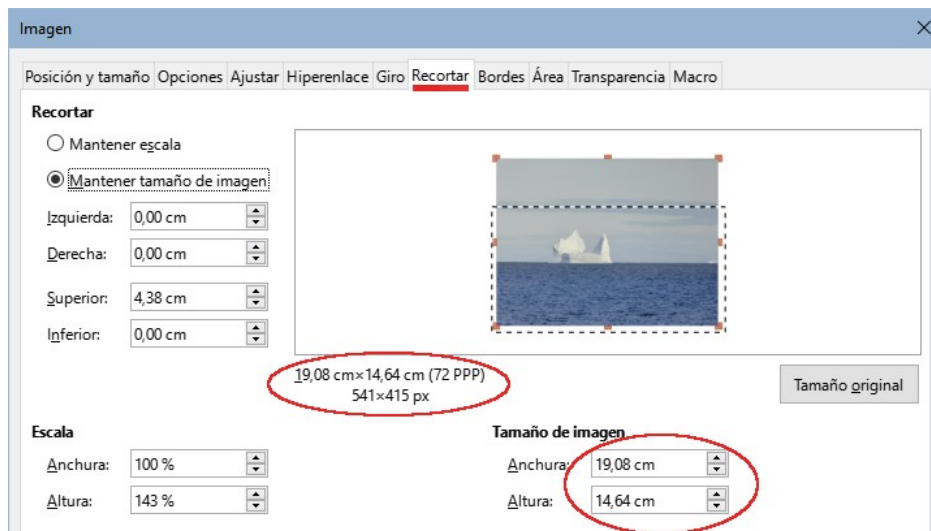 Imagen
Posición y tamaño Opciones Ajustar Hiperenlace Giro Recortar Bordes Área Transparencia Macro
Recortar
Mantener escala
Mantener tamaño de imagen
Izquierda: 0,00 cm
Derecha: 0,00 cm
Superior: 4,38 cm
Inferior: 0,00 cm
19,08 cm×14,64 cm (72 PPP)
541×415 px
Tamaño original
Escala
Anchura: 100 %
Altura: 143 %
Tamaño de imagen
Anchura: 19,08 cm
Altura: 14,64 cm